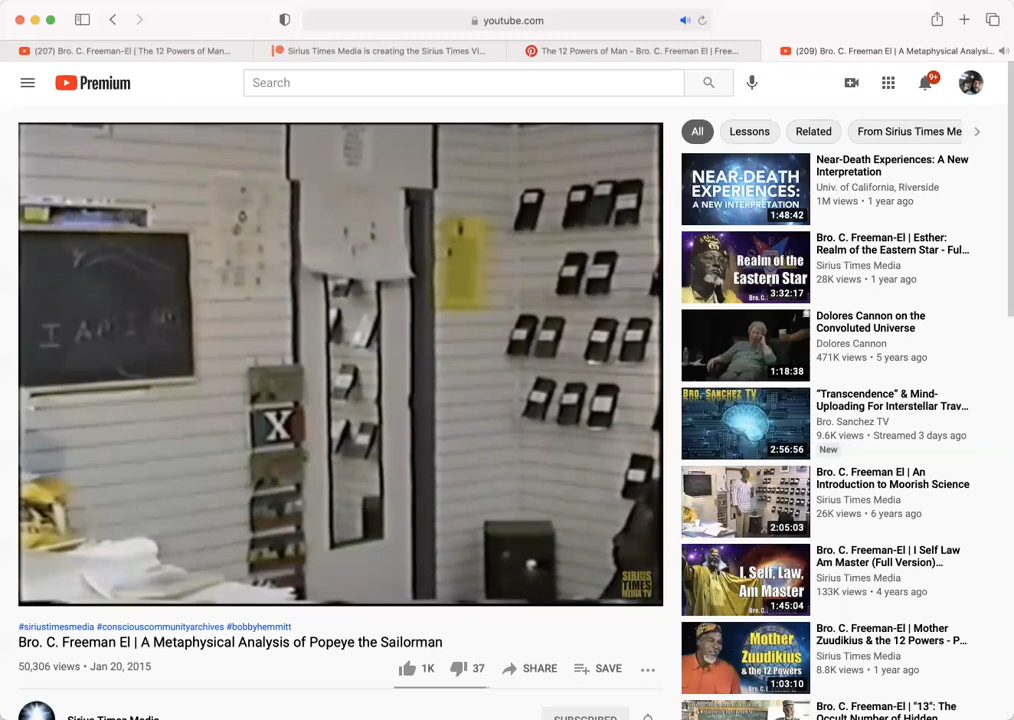 youtube.com
(207) Bro. C. Freeman-El | The 12 Powers of Man...
Sirius Times Media is creating the Sirius Times Vi...
The 12 Powers of Man - Bro. C. Freeman El | Free...
(209) Bro. C. Freeman El | A Metaphysical Analysi...
Premium
Search
9+
All
Lessons
Related
From Sirius Times Me
I AM I AM
X
SIRIUS
TIMES
MEDIA TV
NEAR-DEATH
EXPERIENCES:
A NEW INTERPRETATION
1:48:42
Near-Death Experiences: A New
Interpretation
Univ. of California, Riverside
1M views • 1 year ago
Realm of the
Eastern Star
Bro. C.
3:32:17
Bro. C. Freeman-El | Esther:
Realm of the Eastern Star - Ful...
Sirius Times Media
28K views • 1 year ago
1:18:38
Dolores Cannon on the
Convoluted Universe
Dolores Cannon
471K views • 5 years ago
BRO. SANCHEZ TV
2:56:56
“Transcendence” & Mind-
Uploading For Interstellar Trav...
Bro. Sanchez TV
9.6K views • Streamed 3 days ago
New
2:05:03
Bro. C. Freeman El | An
Introduction to Moorish Science
Sirius Times Media
26K views • 6 years ago
I, Self, Law,
Am Master
1:45:04
Bro. C. Freeman-El | I Self Law
Am Master (Full Version)...
Sirius Times Media
133K views • 4 years ago
Mother
Zuudikius
& the 12 Powers
Bro. C.
1:03:10
Bro. C. Freeman-El | Mother
Zuudikius & the 12 Powers - P...
Sirius Times Media
8.8K views • 1 year ago
Bro. C. Freeman-El | "13": The
Occult Number of Hidden
#siriustimesmedia #consciouscommunityarchives #bobbyhemmitt
Bro. C. Freeman El | A Metaphysical Analysis of Popeye the Sailorman
50,306 views • Jan 20, 2015
1K
37
SHARE
SAVE
Sirius Times Media
SUBSCRIBED